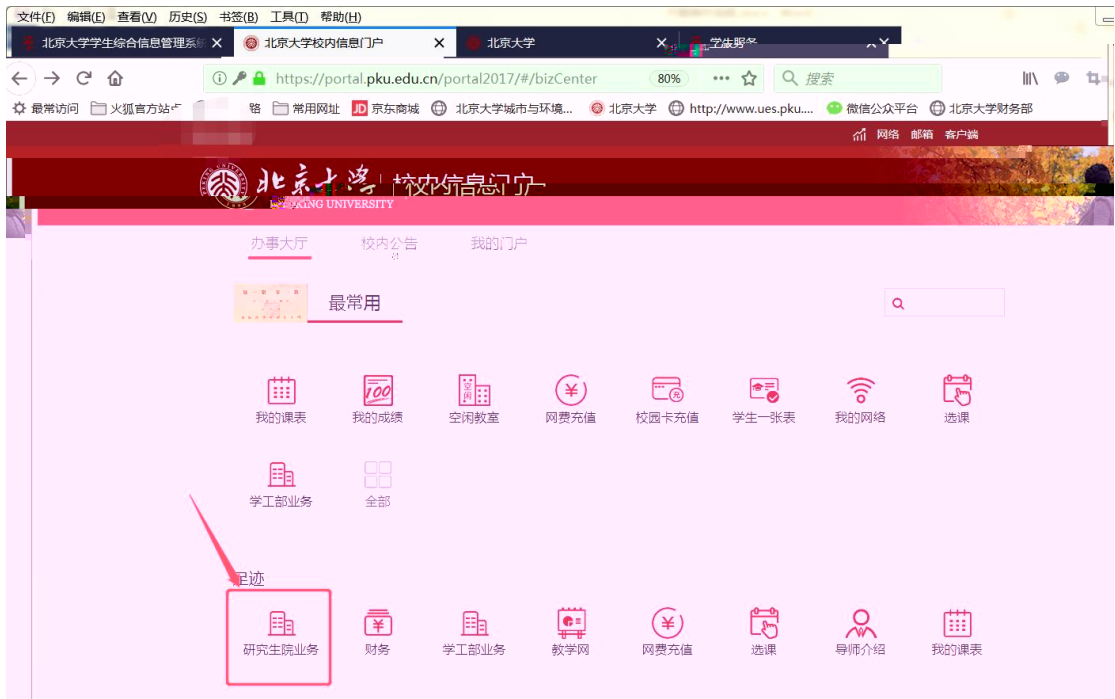 文件(F) 编辑(E) 查看(V) 历史(S) 书签(B) 工具(T) 帮助(H)
北京大学学生综合信息管理系统 北京大学校内信息门户 北京大学
https://portal.pku.edu.cn/portal2017/#/bizCenter 80% 搜索
最常访问 火狐官方站 常用网址 京东商城 北京大学城市与环境... 北京大学 http://www.ues.pku.... 微信公众平台 北京大学财务部
网络 邮箱 客户端
北京大学 校内信息门户
PEKING UNIVERSITY
办事大厅 校内公告 我的门户
最常用
100 空闲
我的课表 我的成绩 空闲教室 网费充值 校园卡充值 学生一张表 我的网络 选课
学工部业务 全部
足迹
研究生院业务 财务 学工部业务 教学网 网费充值 选课 导师介绍 我的课表